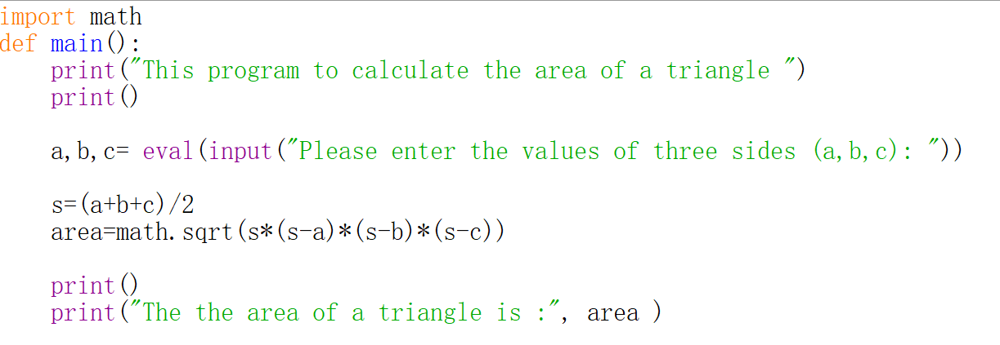 import math
def main():
    print("This program to calculate the area of a triangle ")
    print()
    a,b,c= eval(input("Please enter the values of three sides (a,b,c): "))
    s=(a+b+c)/2
    area=math.sqrt(s*(s-a)*(s-b)*(s-c))
    print()
    print("The the area of a triangle is :", area )